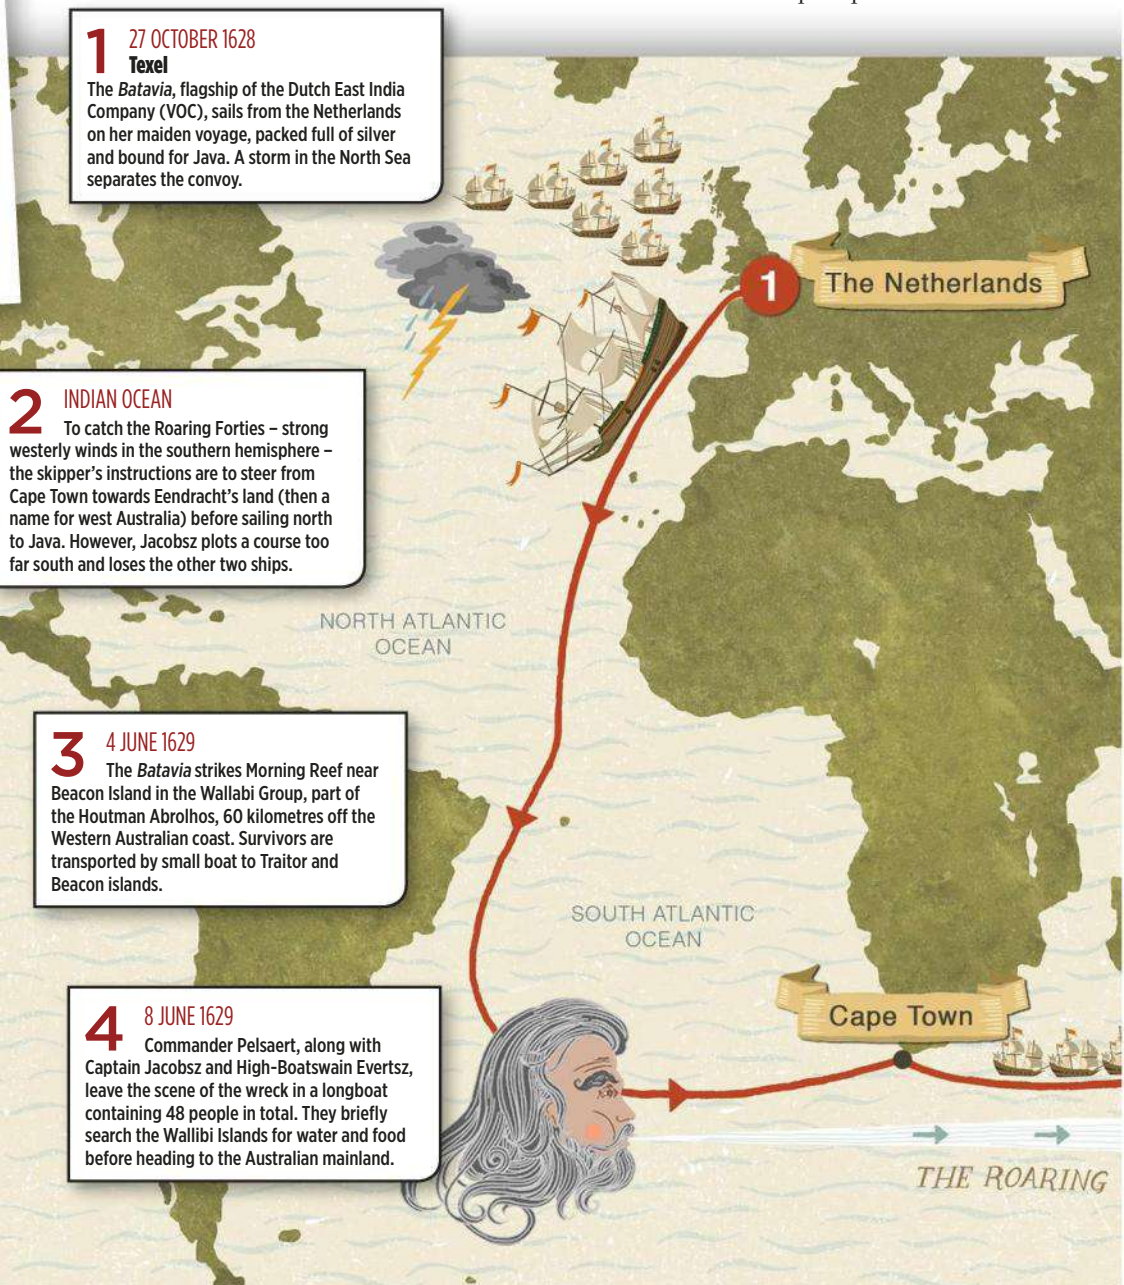 1 27 OCTOBER 1628
Texel
The Batavia, flagship of the Dutch East India
Company (VOC), sails from the Netherlands
on her maiden voyage, packed full of silver
and bound for Java. A storm in the North Sea
separates the convoy.
1
The Netherlands
2 INDIAN OCEAN
To catch the Roaring Forties – strong
westerly winds in the southern hemisphere –
the skipper's instructions are to steer from
Cape Town towards Eendracht's land (then a
name for west Australia) before sailing north
to Java. However, Jacobsz plots a course too
far south and loses the other two ships.
NORTH ATLANTIC
OCEAN
3 4 JUNE 1629
The Batavia strikes Morning Reef near
Beacon Island in the Wallabi Group, part of
the Houtman Abrolhos, 60 kilometres off the
Western Australian coast. Survivors are
transported by small boat to Traitor and
Beacon islands.
SOUTH ATLANTIC
OCEAN
4 8 JUNE 1629
Commander Pelsaert, along with
Captain Jacobsz and High-Boatswain Evertsz,
leave the scene of the wreck in a longboat
containing 48 people in total. They briefly
search the Wallibi Islands for water and food
before heading to the Australian mainland.
Cape Town
THE ROARING